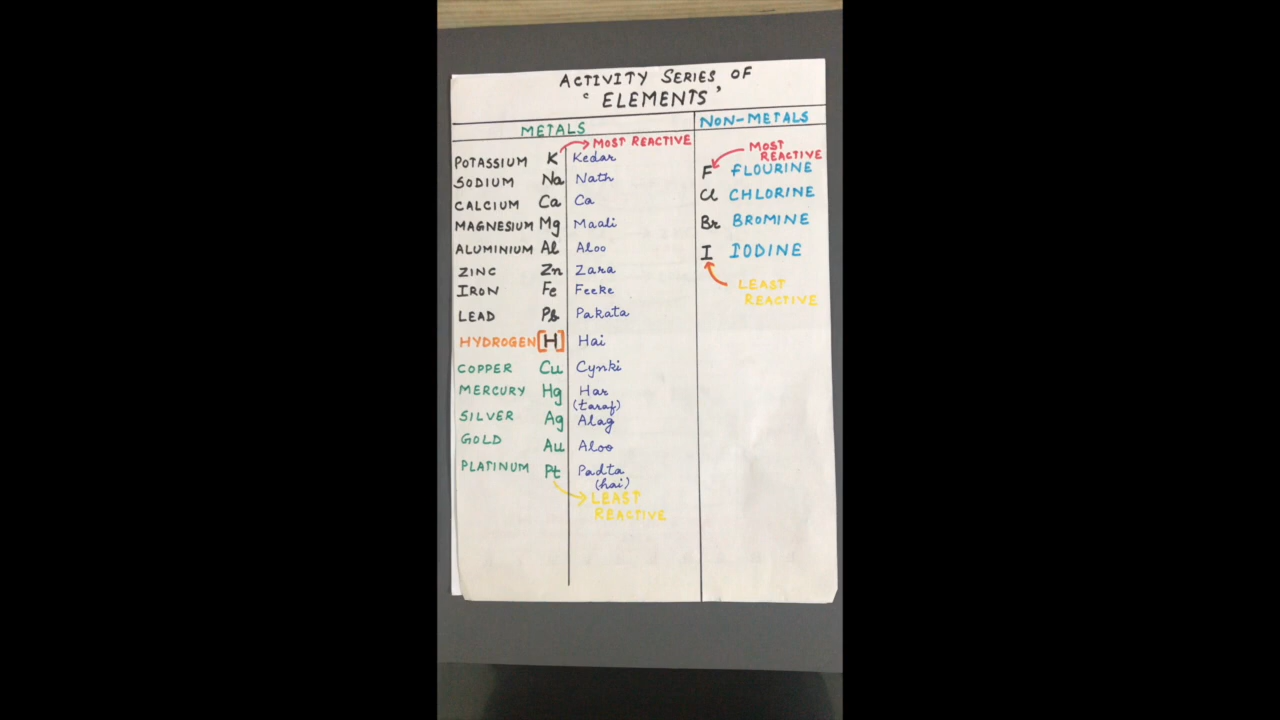 ACTIVITY SERIES OF
"ELEMENTS"
METALS
MOST REACTIVE
POTASSIUM K Kedar
SODIUM Na Nath
CALCIUM Ca Ca
MAGNESIUM Mg Maali
ALUMINIUM Al Aloo
ZINC Zn Zara
IRON Fe Feeke
LEAD Pb Pakata
HYDROGEN [H] Hai
COPPER Cu Cynki
MERCURY Hg Har
(taraf)
SILVER Ag Alag
GOLD Au Aloo
PLATINUM Pt Padta
(hai)
LEAST
REACTIVE
NON-METALS
MOST
REACTIVE
F FLOURINE
Cl CHLORINE
Br BROMINE
I IODINE
LEAST
REACTIVE